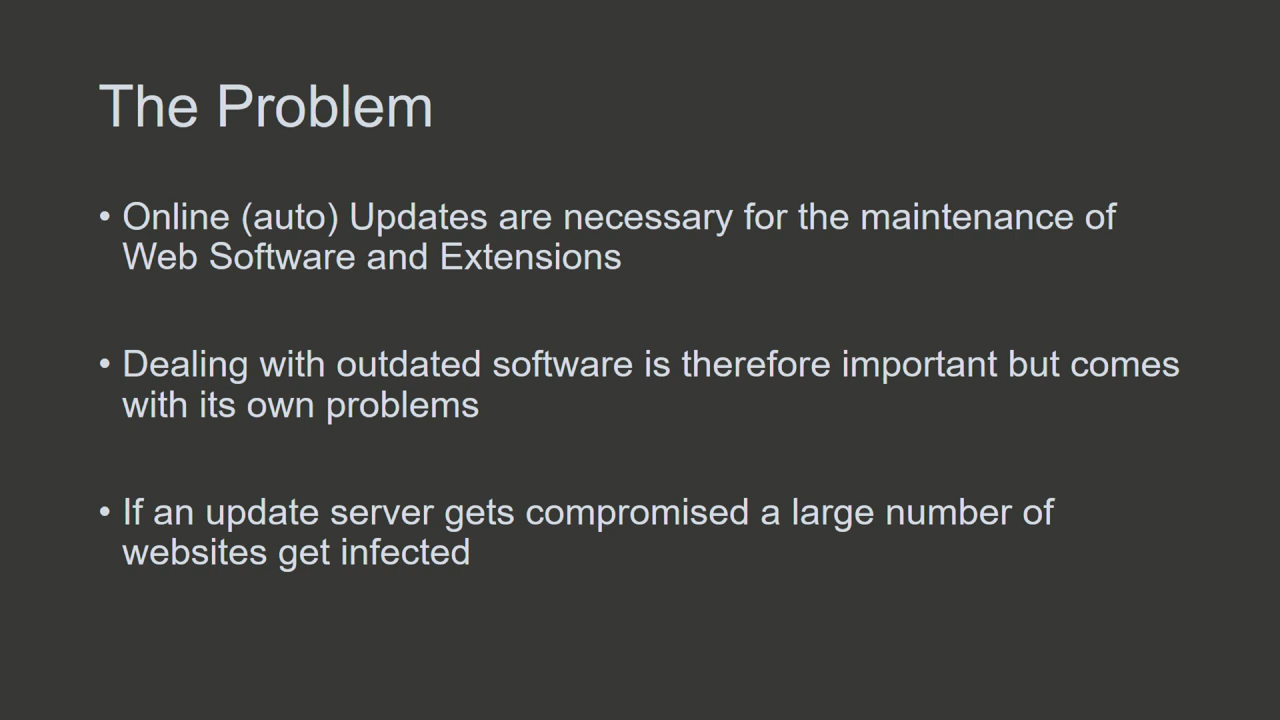 The Problem
• Online (auto) Updates are necessary for the maintenance of
Web Software and Extensions
• Dealing with outdated software is therefore important but comes
with its own problems
• If an update server gets compromised a large number of
websites get infected